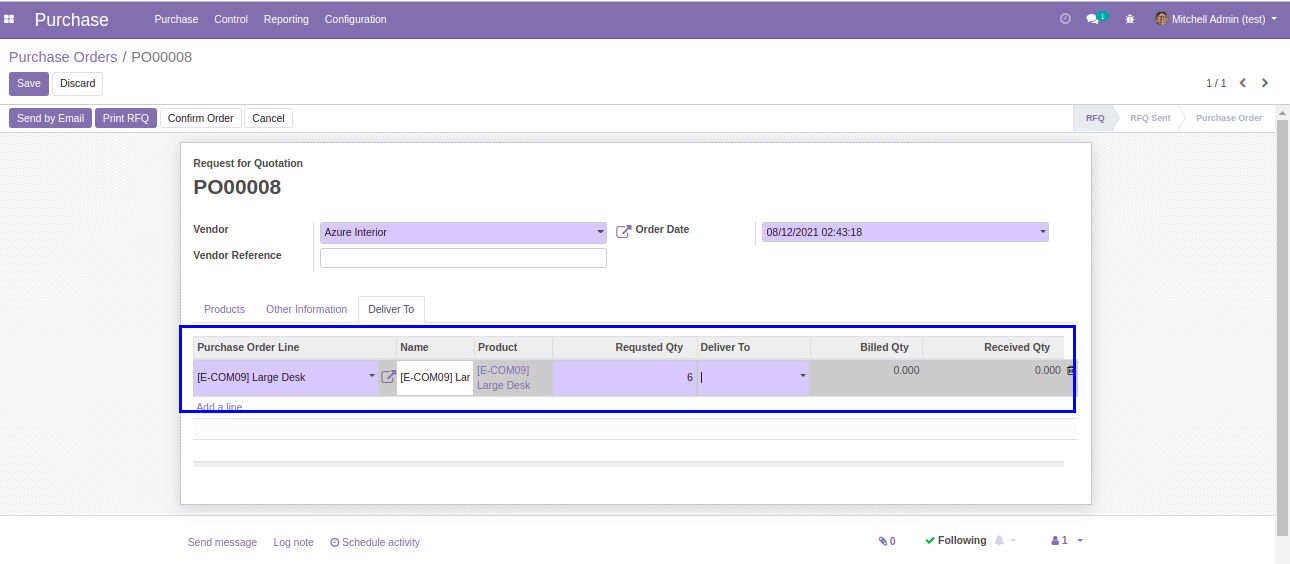 Purchase Purchase Control Reporting Configuration 1 Mitchell Admin (test)
Purchase Orders / PO00008
Save Discard 1 / 1
Send by Email Print RFQ Confirm Order Cancel RFQ RFQ Sent Purchase Order
Request for Quotation
PO00008
Vendor Azure Interior Order Date 08/12/2021 02:43:18
Vendor Reference
Products Other Information Deliver To
Purchase Order Line Name Product Requsted Qty Deliver To Billed Qty Received Qty
[E-COM09] Large Desk [E-COM09] Lar [E-COM09] 6 0.000 0.000
Large Desk
Add a line
Send message Log note Schedule activity 0 Following 1